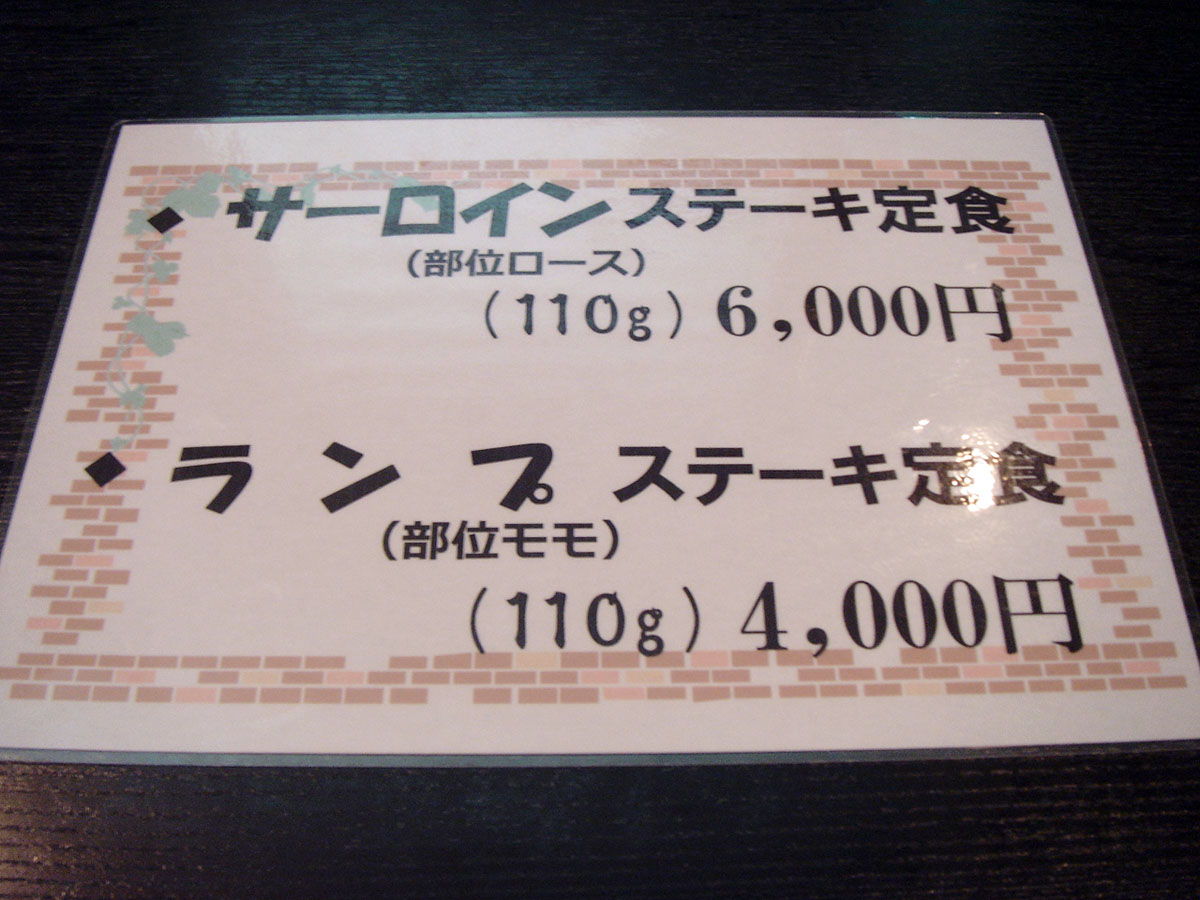 ◆サーロインステーキ定食
(部位ロース)
(110g) 6,000円
◆ランプステーキ定食
(部位モモ)
(110g) 4,000円